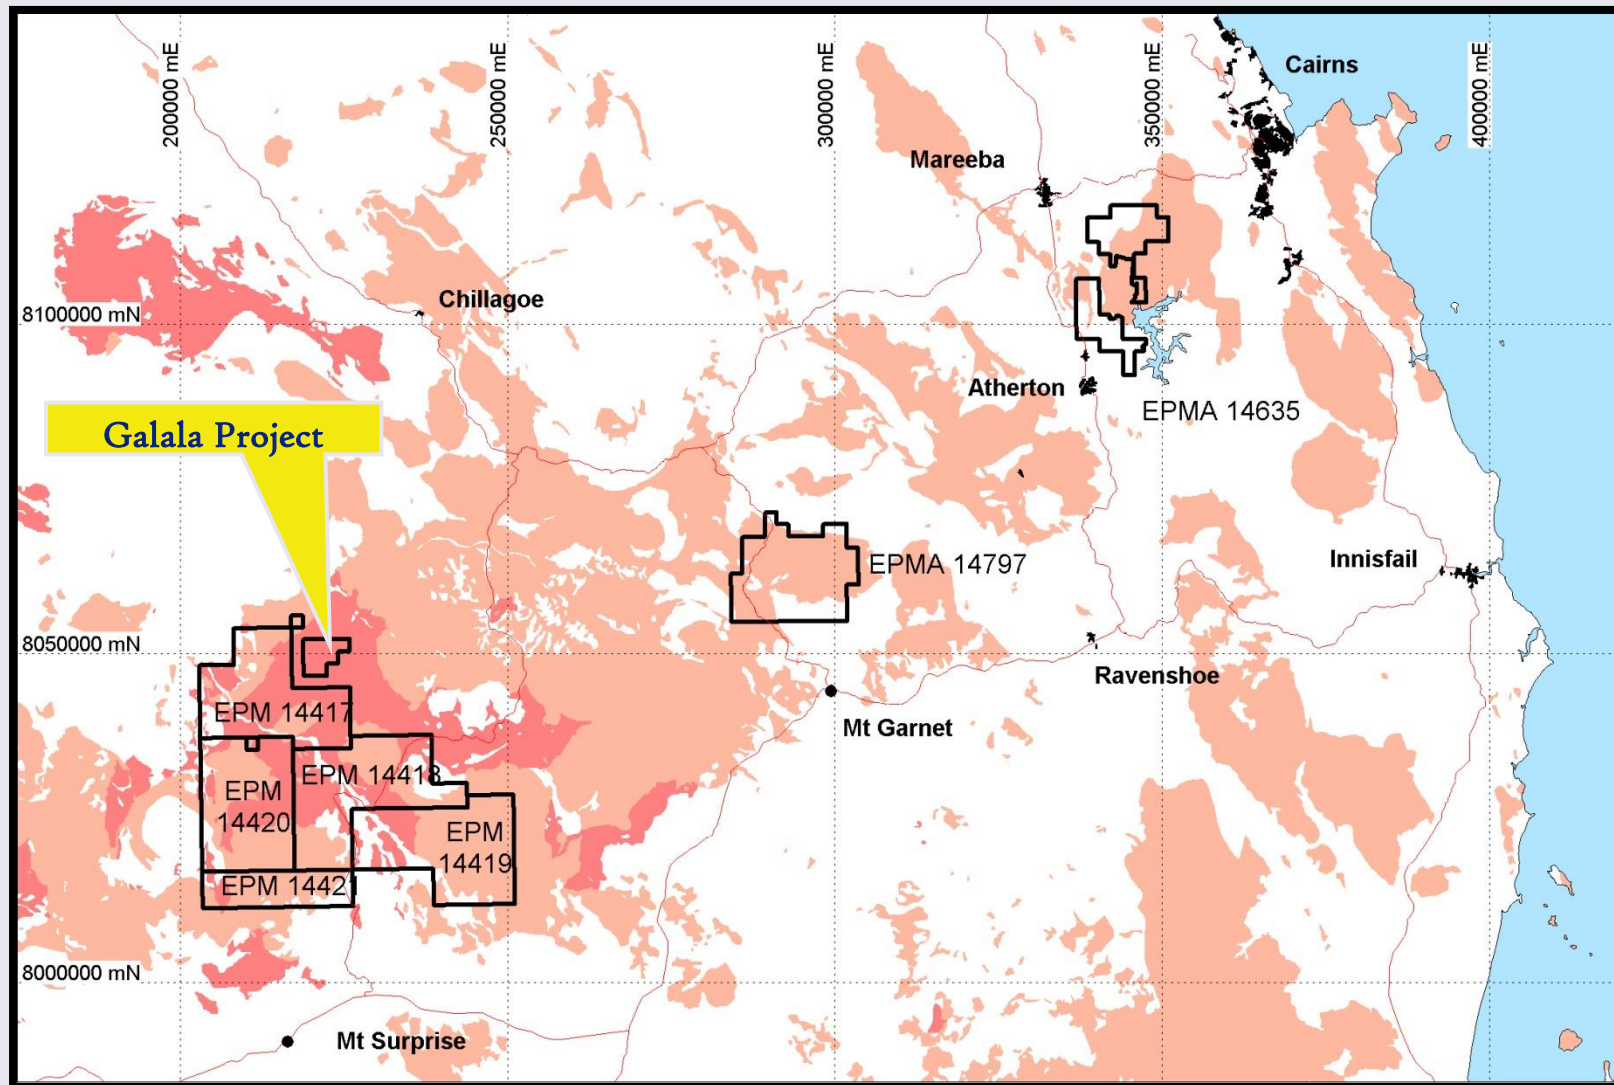 200000 mE
250000 mE
300000 mE
350000 mE
400000 mE
Cairns
Mareeba
Chillagoe
8100000 mN
Atherton
EPMA 14635
Galala Project
EPMA 14797
Innisfail
8050000 mN
Ravenshoe
EPM 14417
Mt Garnet
EPM 14418
EPM
14420
EPM
14419
EPM 14421
8000000 mN
Mt Surprise